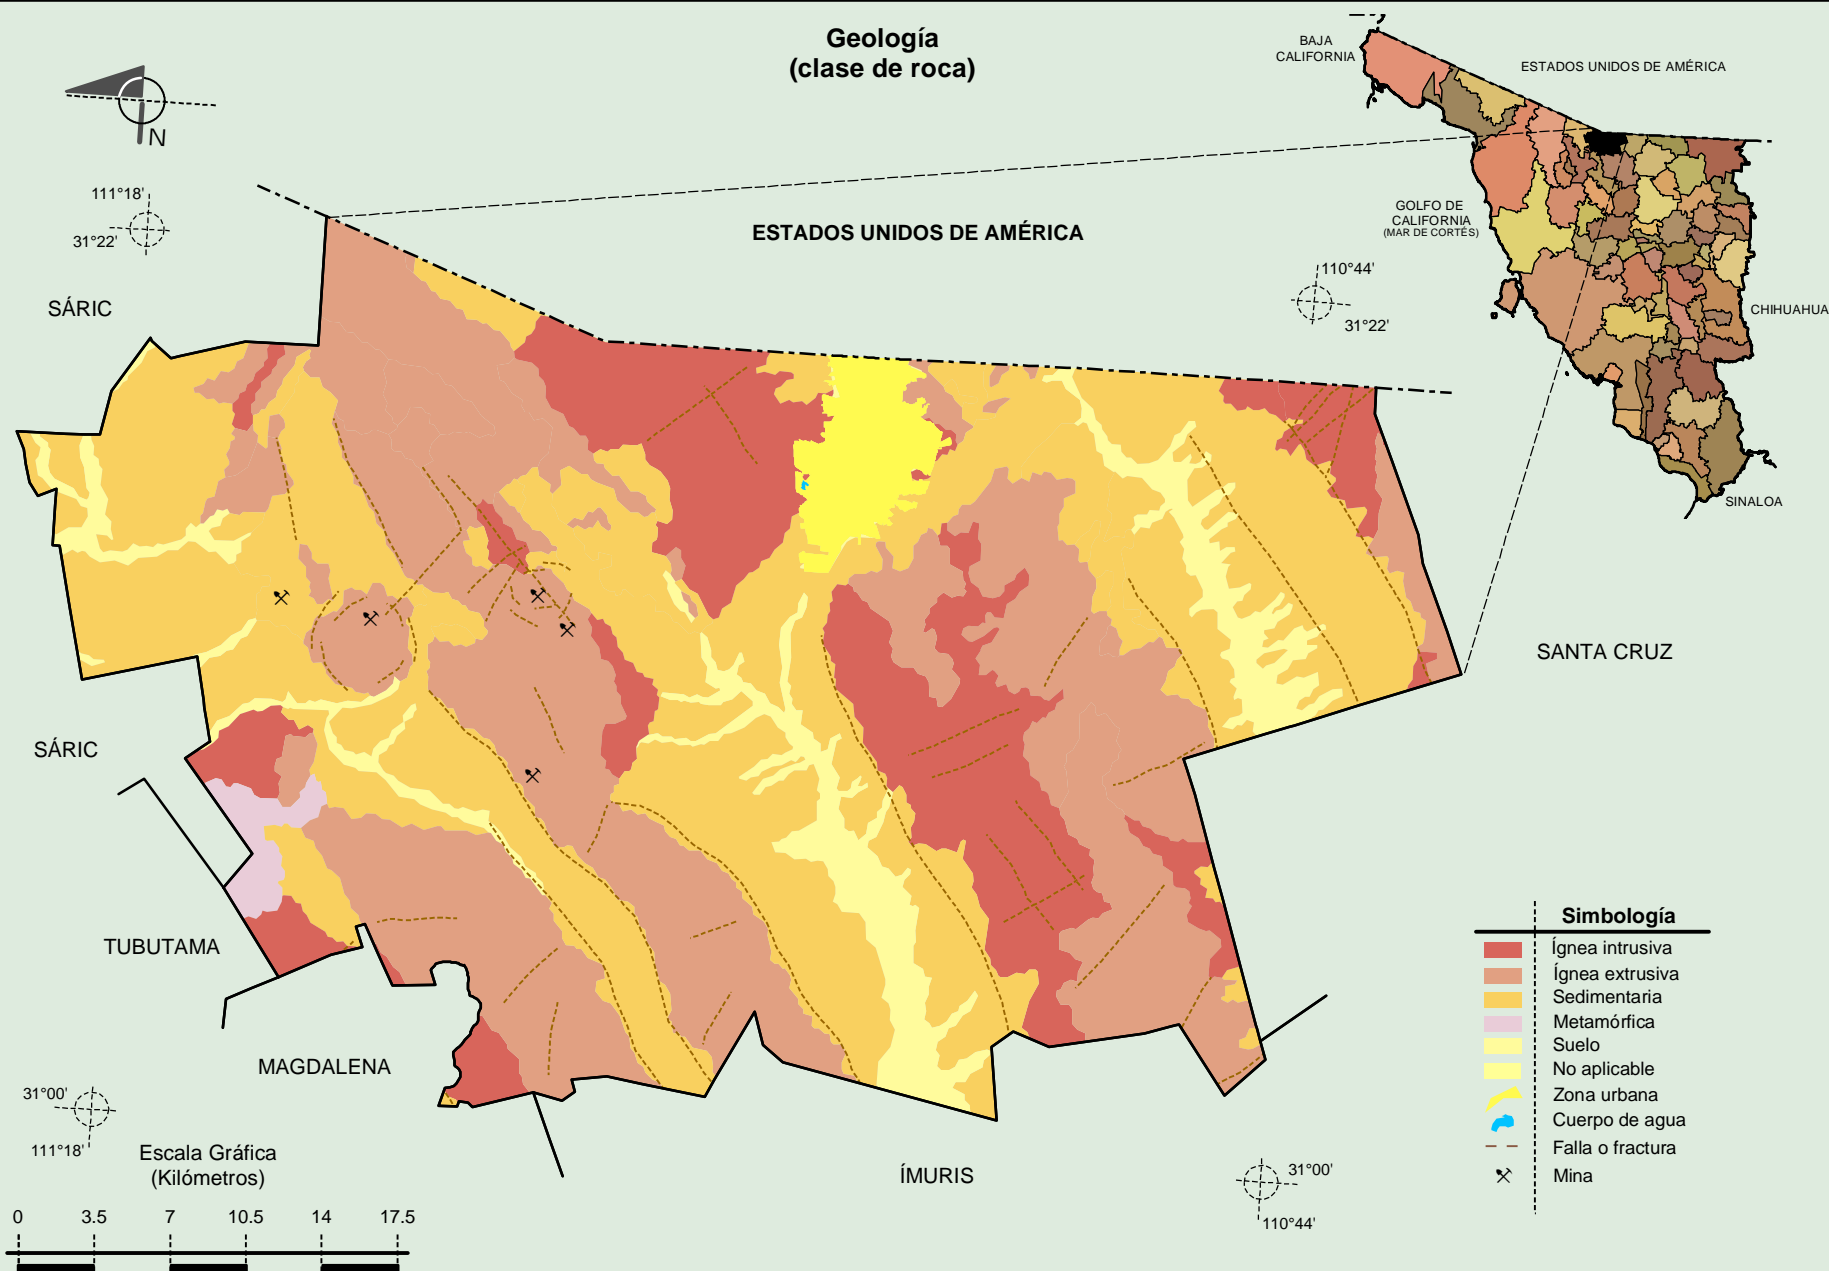 Geología
(clase de roca)
N
111°18'
31°22'
SÁRIC
ESTADOS UNIDOS DE AMÉRICA
110°44'
31°22'
BAJA
CALIFORNIA
ESTADOS UNIDOS DE AMÉRICA
GOLFO DE
CALIFORNIA
(MAR DE CORTÉS)
CHIHUAHUA
SINALOA
SANTA CRUZ
SÁRIC
TUBUTAMA
MAGDALENA
ÍMURIS
31°00'
111°18'
31°00'
110°44'
Escala Gráfica
(Kilómetros)
0 3.5 7 10.5 14 17.5
Simbología
Ígnea intrusiva
Ígnea extrusiva
Sedimentaria
Metamórfica
Suelo
No aplicable
Zona urbana
Cuerpo de agua
Falla o fractura
Mina